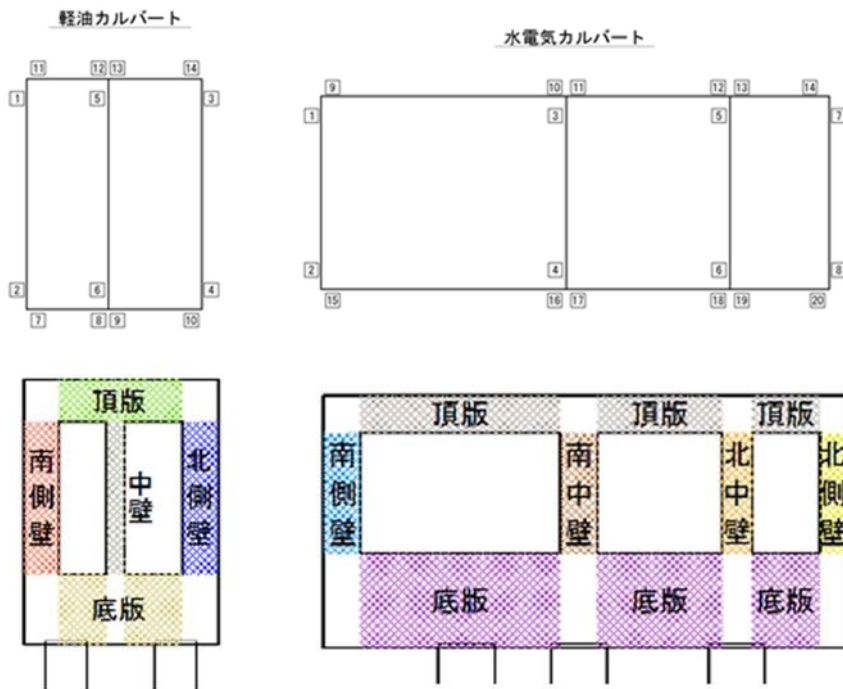 軽油カルバート
水電気カルバート
11 12 13 14
1 5 3
2 6 4
7 8 9 10
9 10 11 12 13 14
1 3 5 7
2 4 6 8
15 16 17 18 19 20
頂版
南側壁
中壁
北側壁
底版
頂版 頂版 頂版
南側壁
南中壁
北中壁
北側壁
底版 底版 底版